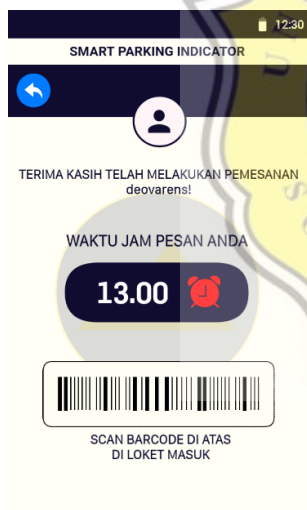 12:30
SMART PARKING INDICATOR
TERIMA KASIH TELAH MELAKUKAN PEMESANAN
deovarens!
WAKTU JAM PESAN ANDA
13.00
SCAN BARCODE DI ATAS
DI LOKET MASUK